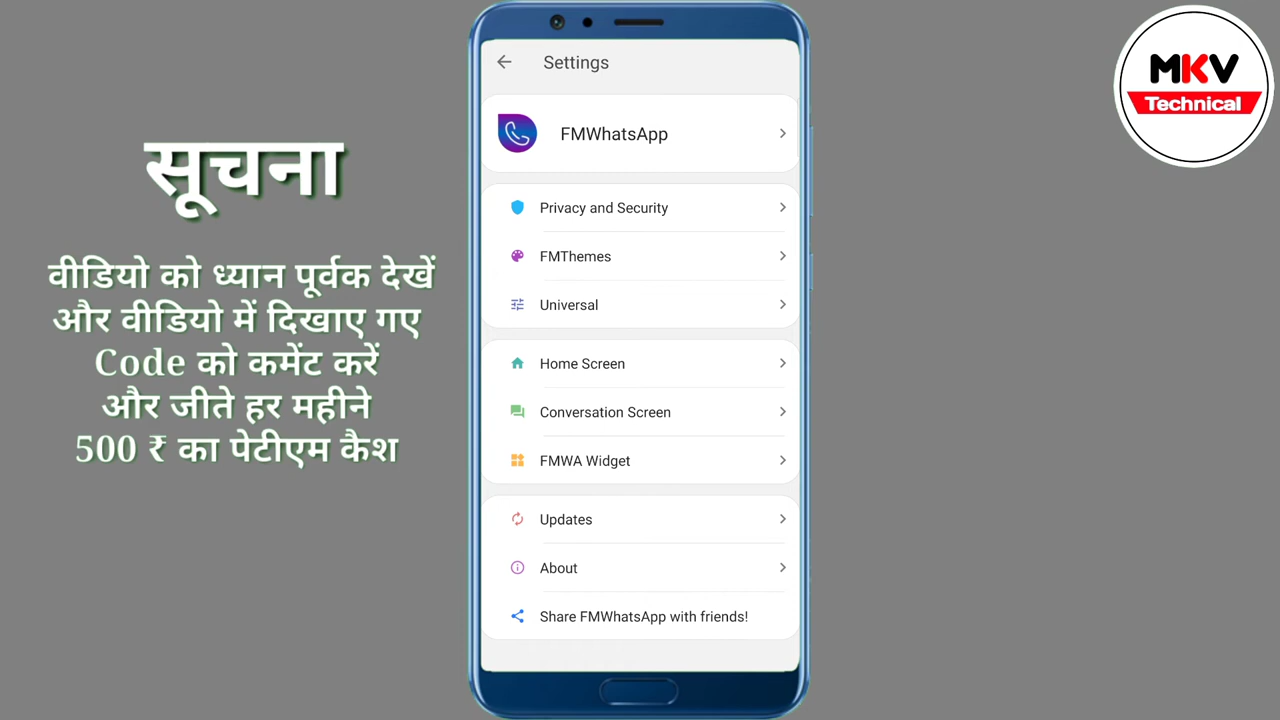 सूचना
वीडियो को ध्यान पूर्वक देखें
और वीडियो में दिखाए गए
Code को कमेंट करें
और जीते हर महीने
500 ₹ का पेटीएम कैश
Settings
FMWhatsApp
Privacy and Security
FMThemes
Universal
Home Screen
Conversation Screen
FMWA Widget
Updates
About
Share FMWhatsApp with friends!
MKV
Technical